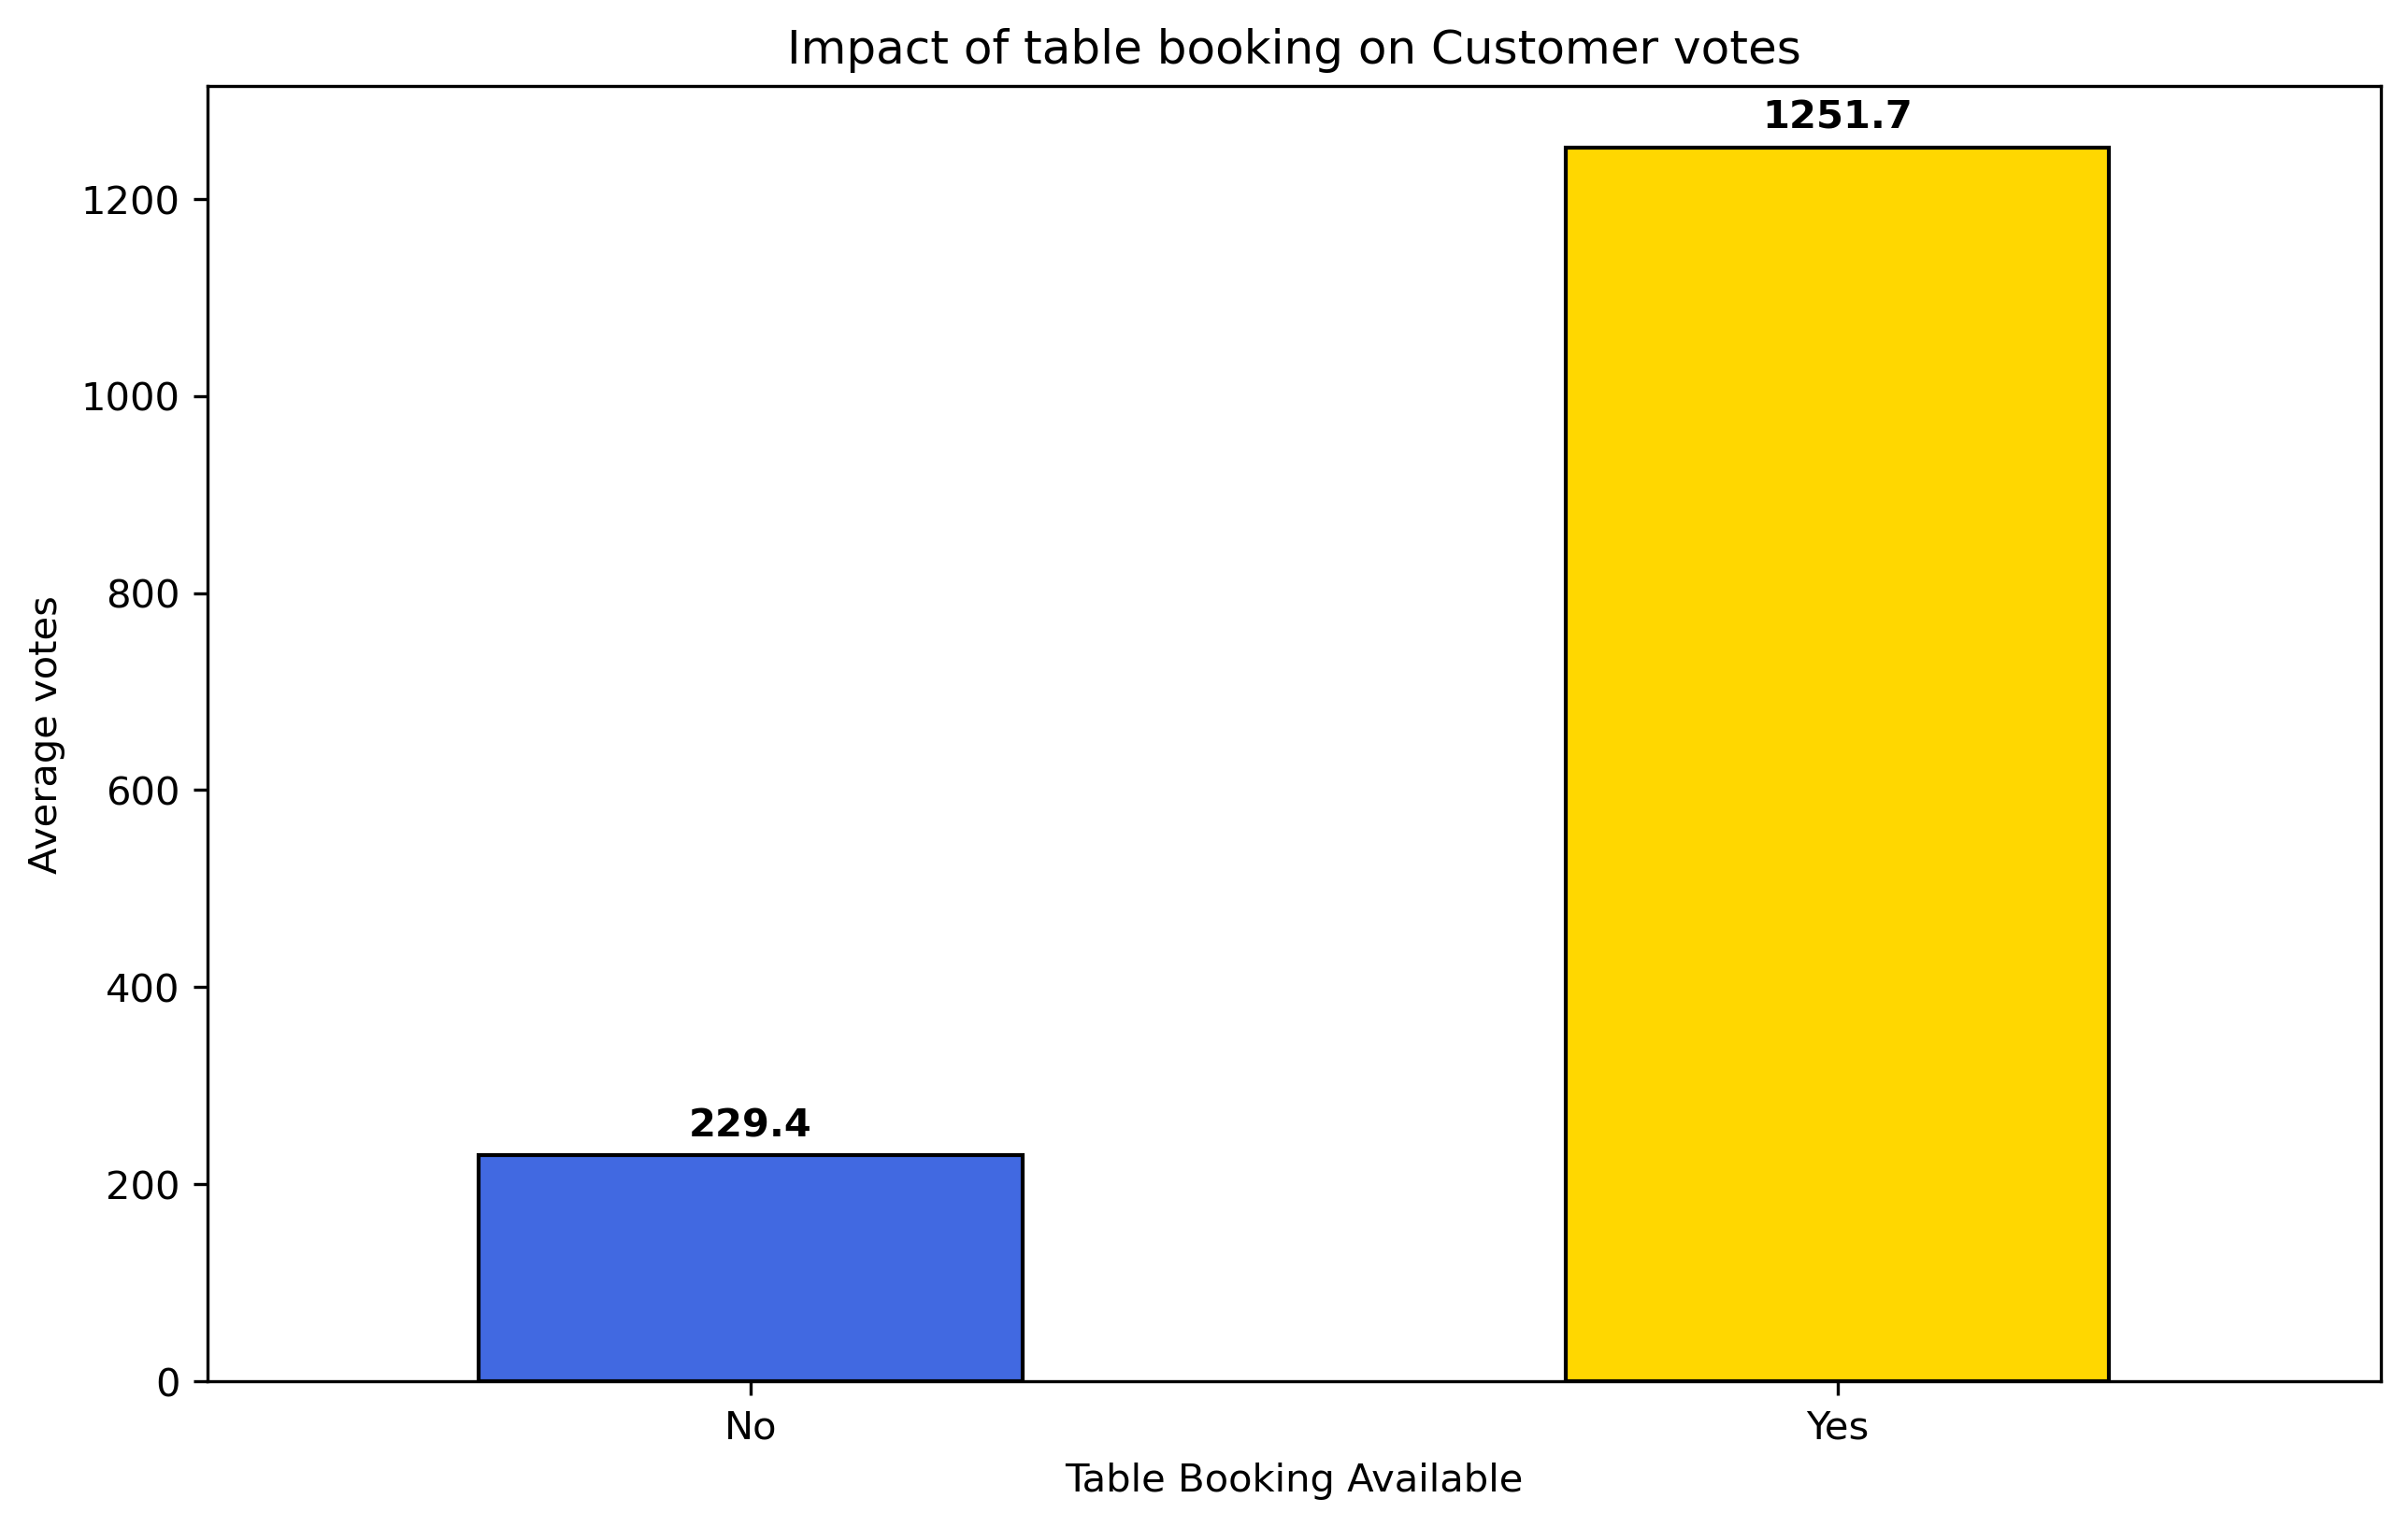 Impact of table booking on Customer votes
1251.7
1200
1000
800
600
400
229.4
200
0
Average votes
No
Yes
Table Booking Available